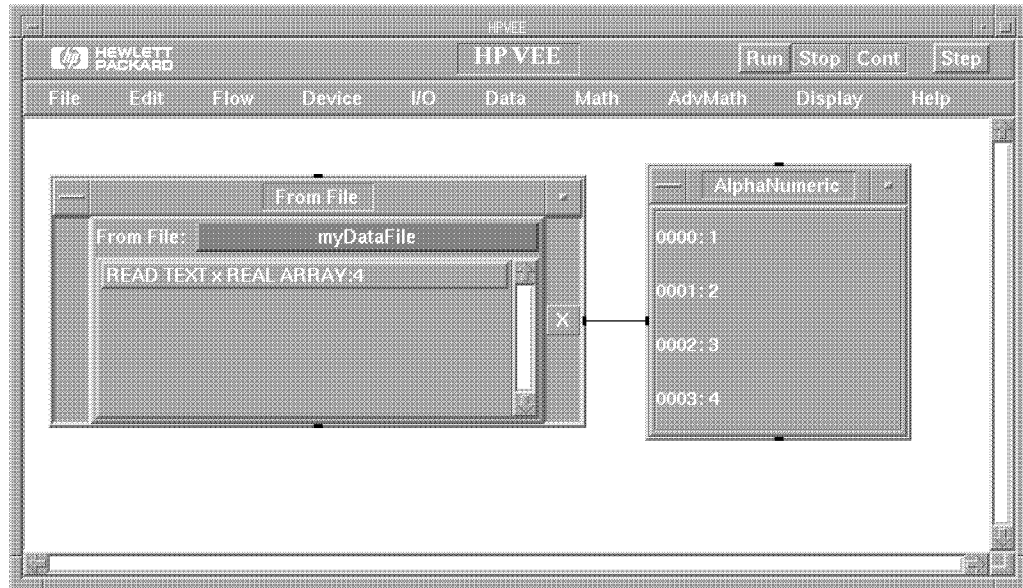 HPVEE
hp HEWLETT
PACKARD
HP VEE
Run Stop Cont Step
File Edit Flow Device I/O Data Math AdvMath Display Help
From File
From File: myDataFile
READ TEXT x REAL ARRAY:4
X
AlphaNumeric
0000: 1
0001: 2
0002: 3
0003: 4